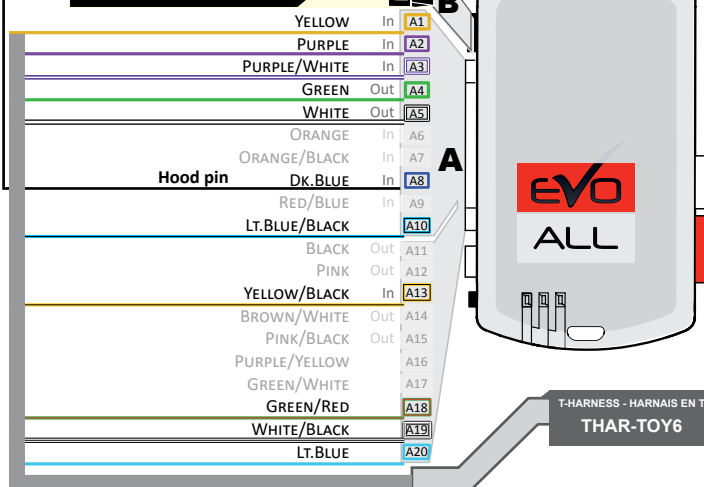 B
YELLOW In A1
PURPLE In A2
PURPLE/WHITE In A3
GREEN Out A4
WHITE Out A5
ORANGE In A6
ORANGE/BLACK In A7
A
Hood pin DK.BLUE In A8
RED/BLUE In A9
LT.BLUE/BLACK A10
BLACK Out A11
PINK Out A12
YELLOW/BLACK In A13
BROWN/WHITE Out A14
PINK/BLACK Out A15
PURPLE/YELLOW A16
GREEN/WHITE A17
GREEN/RED A18
WHITE/BLACK A19
LT.BLUE A20
EVO
ALL
T-HARNESS - HARNAIS EN T
THAR-TOY6